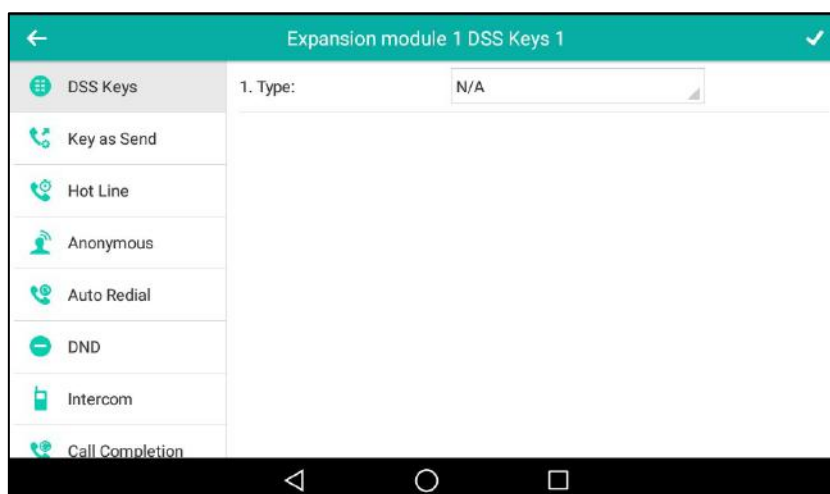 Expansion module 1 DSS Keys 1
DSS Keys
1. Type:
N/A
Key as Send
Hot Line
Anonymous
Auto Redial
DND
Intercom
Call Completion